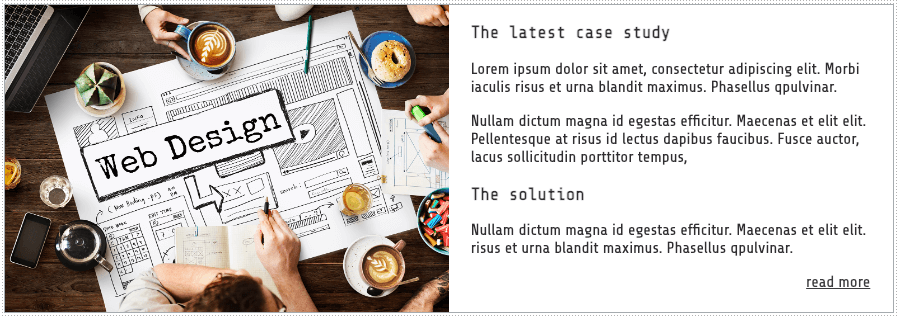 Web Design
search:
The latest case study
Lorem ipsum dolor sit amet, consectetur adipiscing elit. Morbi
iaculis risus et urna blandit maximus. Phasellus qpulvinar.
Nullam dictum magna id egestas efficitur. Maecenas et elit elit.
Pellentesque at risus id lectus dapibus faucibus. Fusce auctor,
lacus sollicitudin porttitor tempus,
The solution
Nullam dictum magna id egestas efficitur. Maecenas et elit elit.
risus et urna blandit maximus. Phasellus qpulvinar.
read more